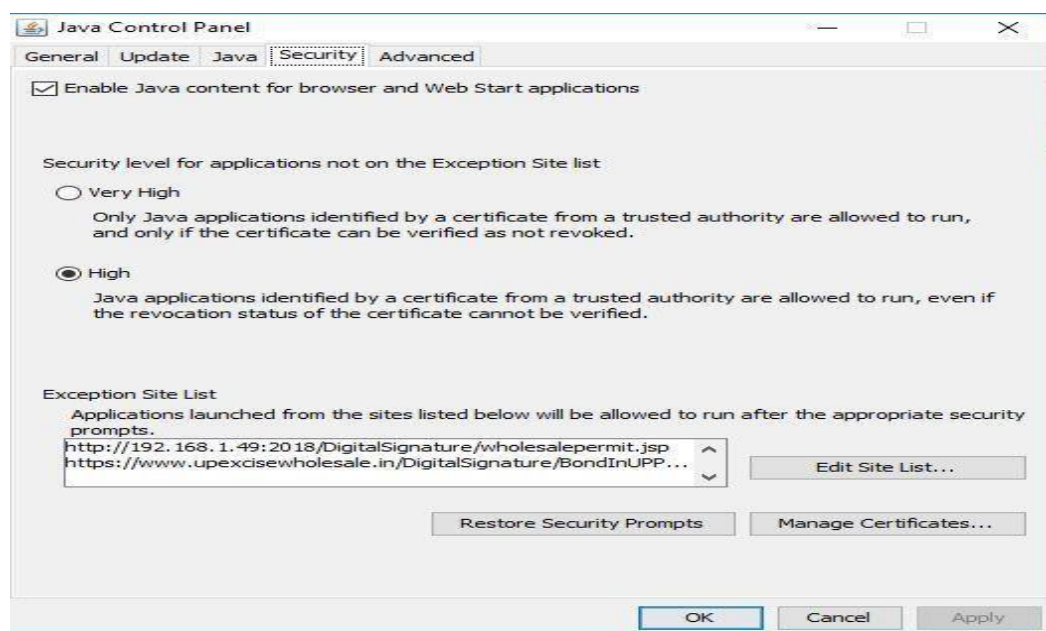 Java Control Panel
General Update Java Security Advanced
Enable Java content for browser and Web Start applications
Security level for applications not on the Exception Site list
Very High
Only Java applications identified by a certificate from a trusted authority are allowed to run,
and only if the certificate can be verified as not revoked.
High
Java applications identified by a certificate from a trusted authority are allowed to run, even if
the revocation status of the certificate cannot be verified.
Exception Site List
Applications launched from the sites listed below will be allowed to run after the appropriate security
prompts.
http://192.168.1.49:2018/DigitalSignature/wholesalepermit.jsp
https://www.upexcisewholesale.in/DigitalSignature/BondInUPP...
Edit Site List...
Restore Security Prompts Manage Certificates...
OK Cancel Apply